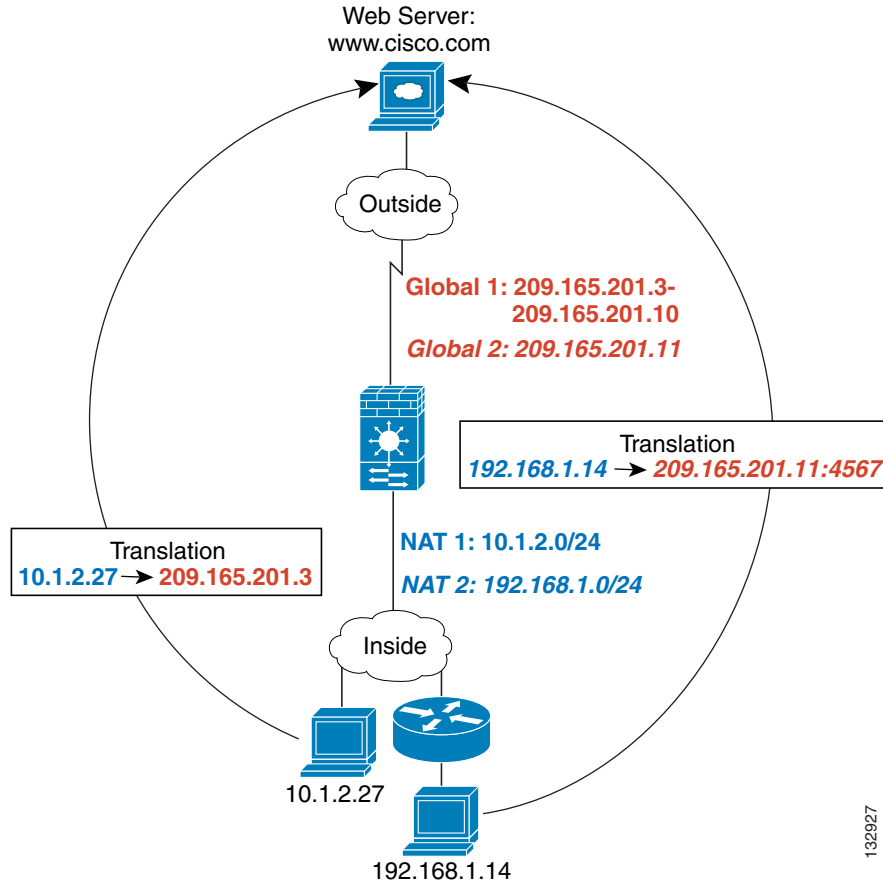 Web Server:
www.cisco.com
Outside
Global 1: 209.165.201.3-
209.165.201.10
Global 2: 209.165.201.11
Translation
192.168.1.14 → 209.165.201.11:4567
Translation
10.1.2.27 → 209.165.201.3
NAT 1: 10.1.2.0/24
NAT 2: 192.168.1.0/24
Inside
10.1.2.27
192.168.1.14
132927